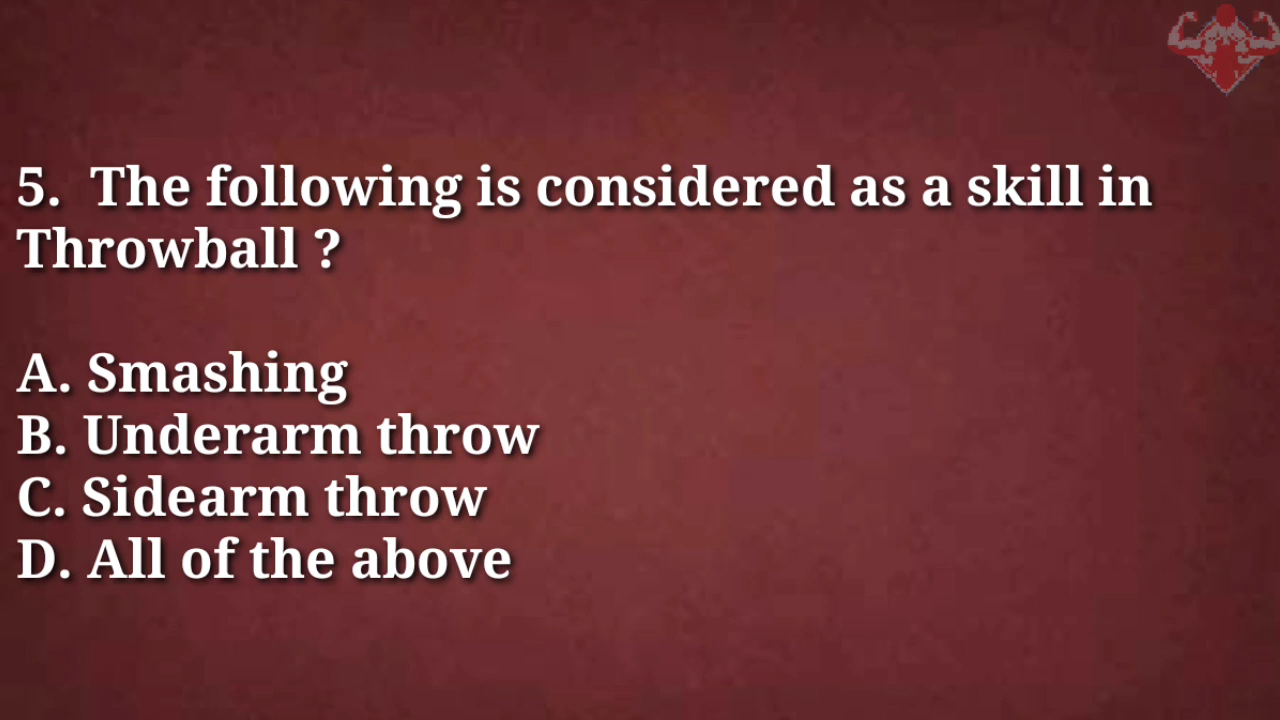 5.  The following is considered as a skill in
Throwball ?
A. Smashing
B. Underarm throw
C. Sidearm throw
D. All of the above